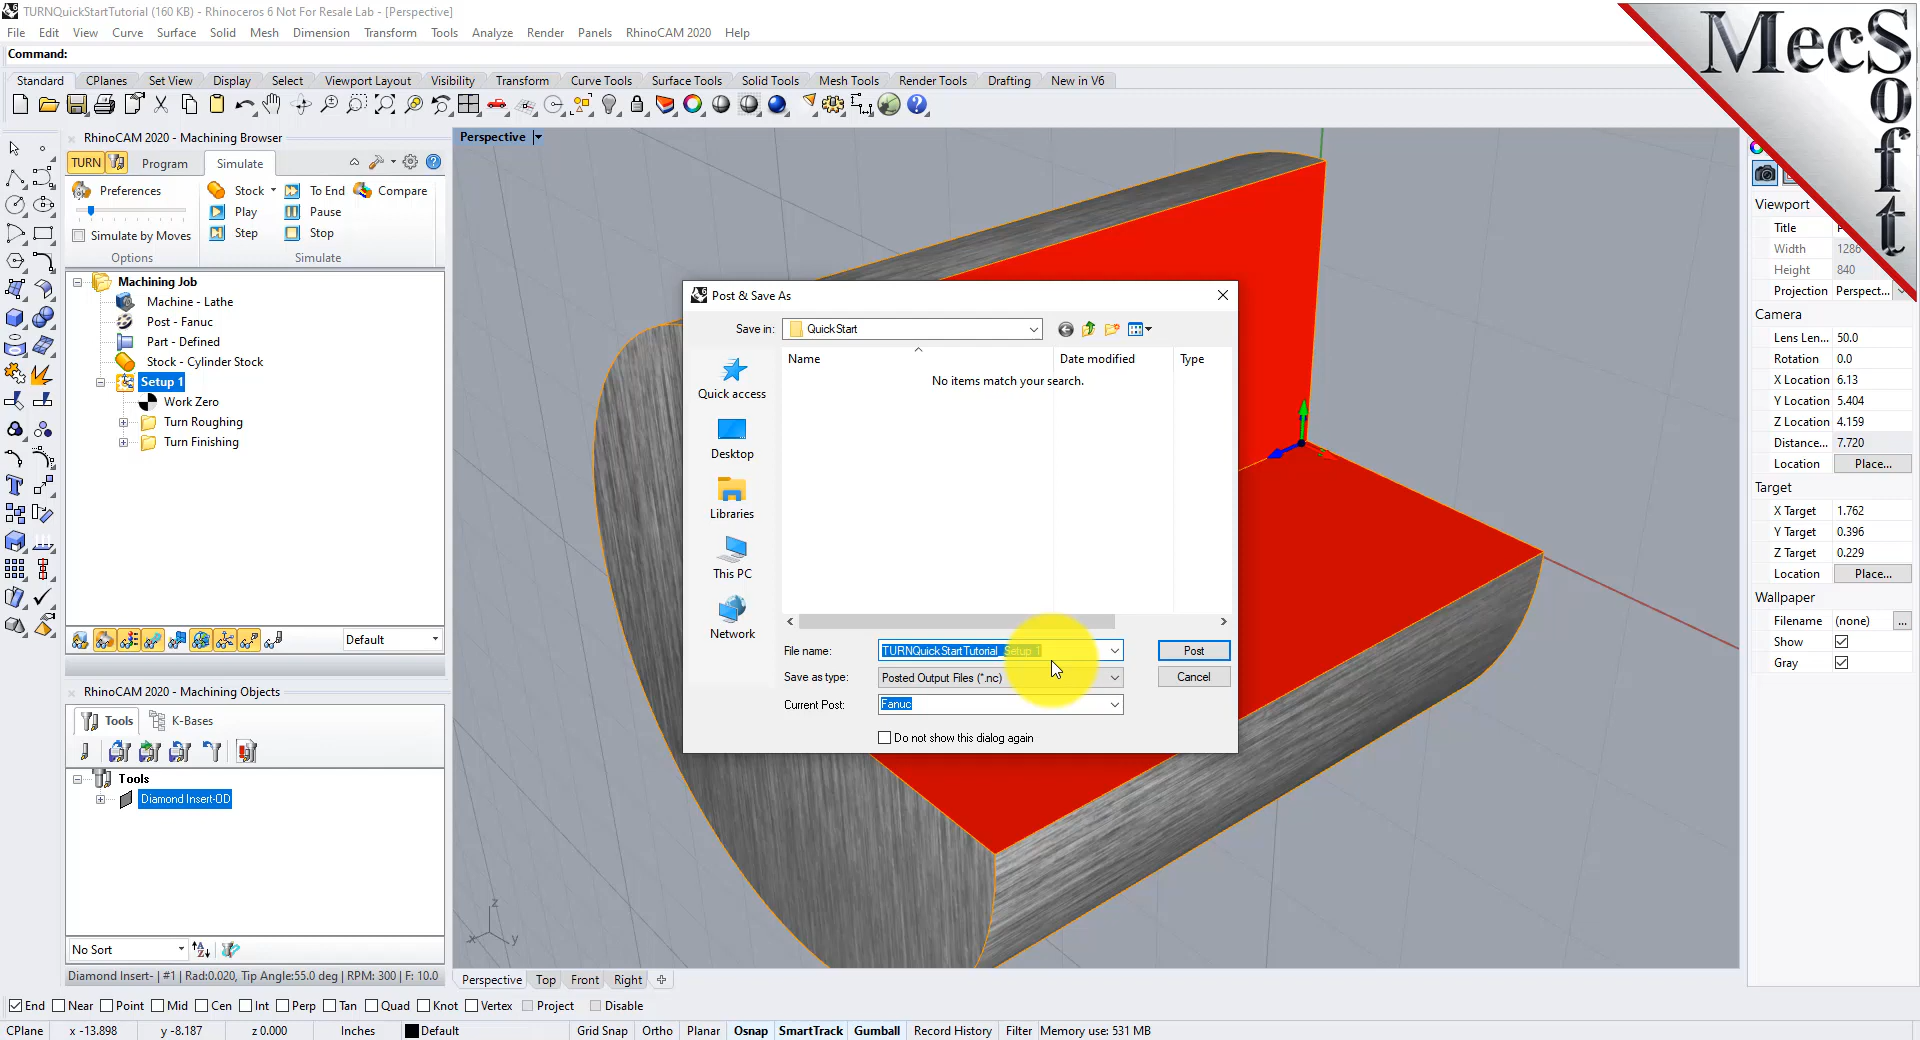 TURNQuickStartTutorial (160 KB) - Rhinoceros 6 Not For Resale Lab - [Perspective]
File Edit View Curve Surface Solid Mesh Dimension Transform Tools Analyze Render Panels RhinoCAM 2020 Help
Command:
Standard CPlanes Set View Display Select Viewport Layout Visibility Transform Curve Tools Surface Tools Solid Tools Mesh Tools Render Tools Drafting New in V6
MecSoft
RhinoCAM 2020 - Machining Browser
TURN Program Simulate
Preferences Stock To End Compare
Play Pause
Simulate by Moves Step Stop
Options Simulate
Machining Job
Machine - Lathe
Post - Fanuc
Part - Defined
Stock - Cylinder Stock
Setup 1
Work Zero
Turn Roughing
Turn Finishing
Default
RhinoCAM 2020 - Machining Objects
Tools K-Bases
Tools
Diamond Insert-OD
No Sort
Diamond Insert- | #1 | Rad:0.020, Tip Angle:55.0 deg | RPM: 300 | F: 10.0
Perspective
Post & Save As
Save in: QuickStart
Name Date modified Type
No items match your search.
Quick access
Desktop
Libraries
This PC
Network
File name: TURNQuickStartTutorial_Setup 1 Post
Save as type: Posted Output Files (*.nc) Cancel
Current Post: Fanuc
Do not show this dialog again
z
x y
Viewport
Title
Width 1286
Height 840
Projection Perspect...
Camera
Lens Len... 50.0
Rotation 0.0
X Location 6.13
Y Location 5.404
Z Location 4.159
Distance... 7.720
Location Place...
Target
X Target 1.762
Y Target 0.396
Z Target 0.229
Location Place...
Wallpaper
Filename (none) ...
Show
Gray
Perspective Top Front Right
End Near Point Mid Cen Int Perp Tan Quad Knot Vertex Project Disable
CPlane x -13.898 y -8.187 z 0.000 Inches Default Grid Snap Ortho Planar Osnap SmartTrack Gumball Record History Filter Memory use: 531 MB